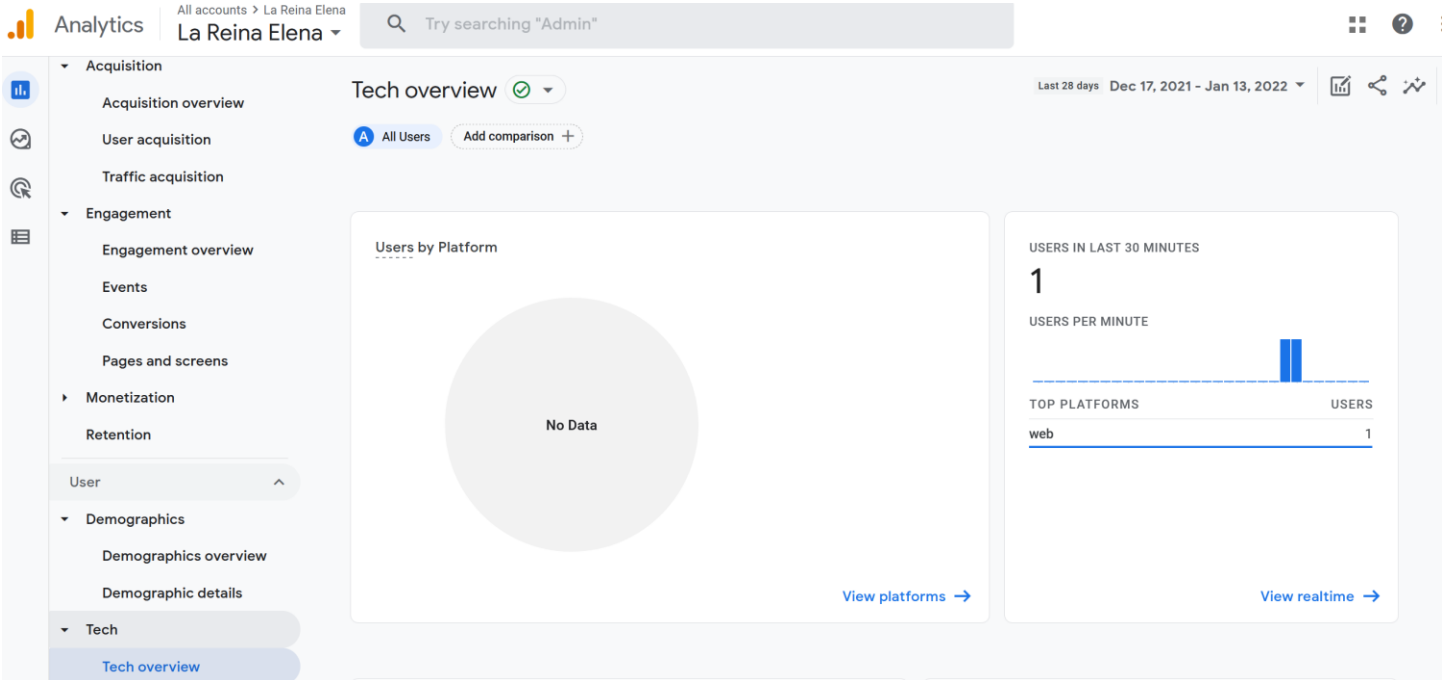 All accounts > La Reina Elena
Analytics
La Reina Elena
Try searching "Admin"
Acquisition
Acquisition overview
User acquisition
Traffic acquisition
Engagement
Engagement overview
Events
Conversions
Pages and screens
Monetization
Retention
User
Demographics
Demographics overview
Demographic details
Tech
Tech overview
Tech overview
Last 28 days Dec 17, 2021 - Jan 13, 2022
A All Users
Add comparison +
Users by Platform
No Data
View platforms →
USERS IN LAST 30 MINUTES
1
USERS PER MINUTE
TOP PLATFORMS USERS
web 1
View realtime →